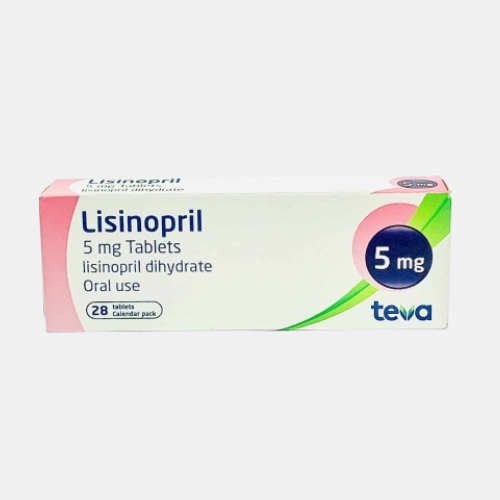 Lisinopril
5 mg Tablets
lisinopril dihydrate
5 mg
Lisinopril
5 mg Tablets
lisinopril dihydrate
Oral use
28 tablets
Calendar pack
5 mg
teva